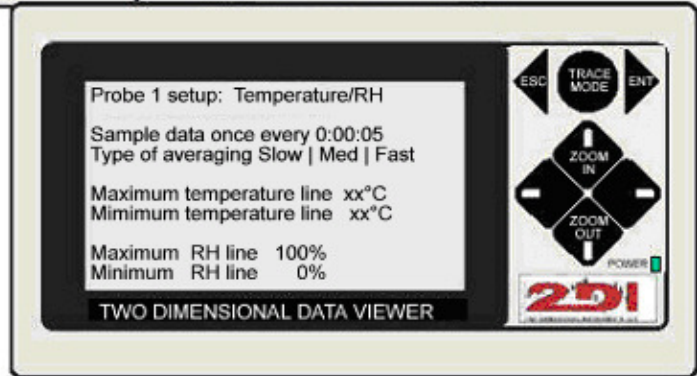 Probe 1 setup: Temperature/RH
Sample data once every 0:00:05
Type of averaging Slow | Med | Fast
Maximum temperature line xx°C
Mimimum temperature line xx°C
Maximum RH line 100%
Minimum RH line 0%
TWO DIMENSIONAL DATA VIEWER
ESC
TRACE
MODE
ENT
ZOOM
IN
ZOOM
OUT
POWER
2DI